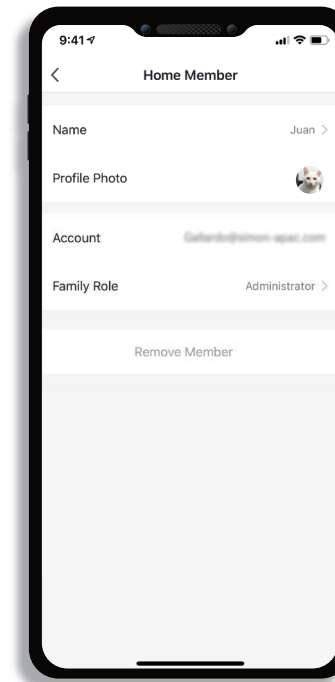 9:41
Home Member
Name Juan
Profile Photo
Account
Family Role Administrator
Remove Member